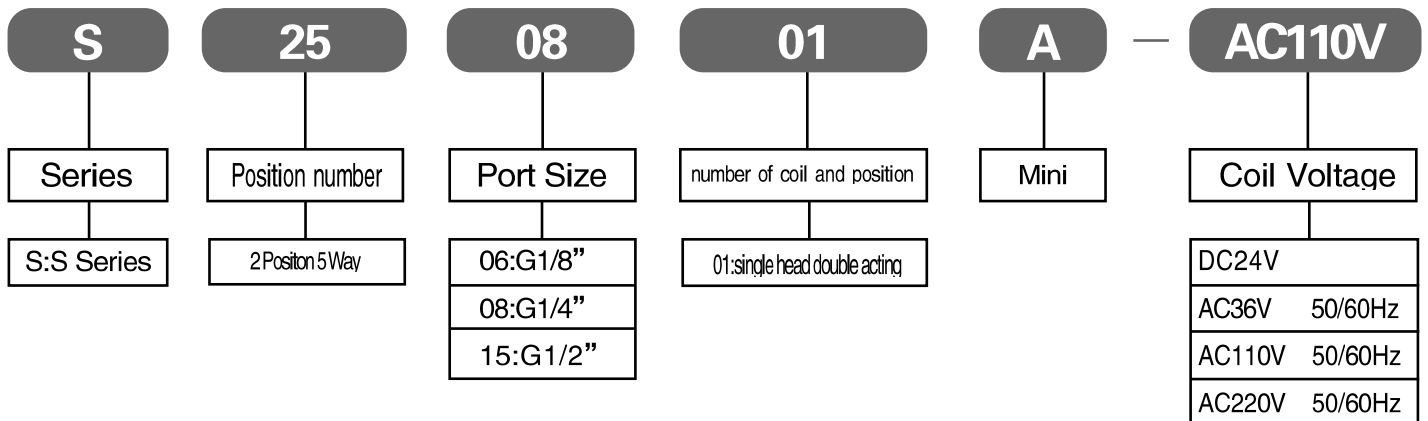 S 25 08 01 A — AC110V
Series Position number Port Size number of coil and position Mini Coil Voltage
S:S Series 2 Positon 5 Way 06:G1/8” 01:single head double acting DC24V
08:G1/4” AC36V 50/60Hz
15:G1/2” AC110V 50/60Hz
AC220V 50/60Hz